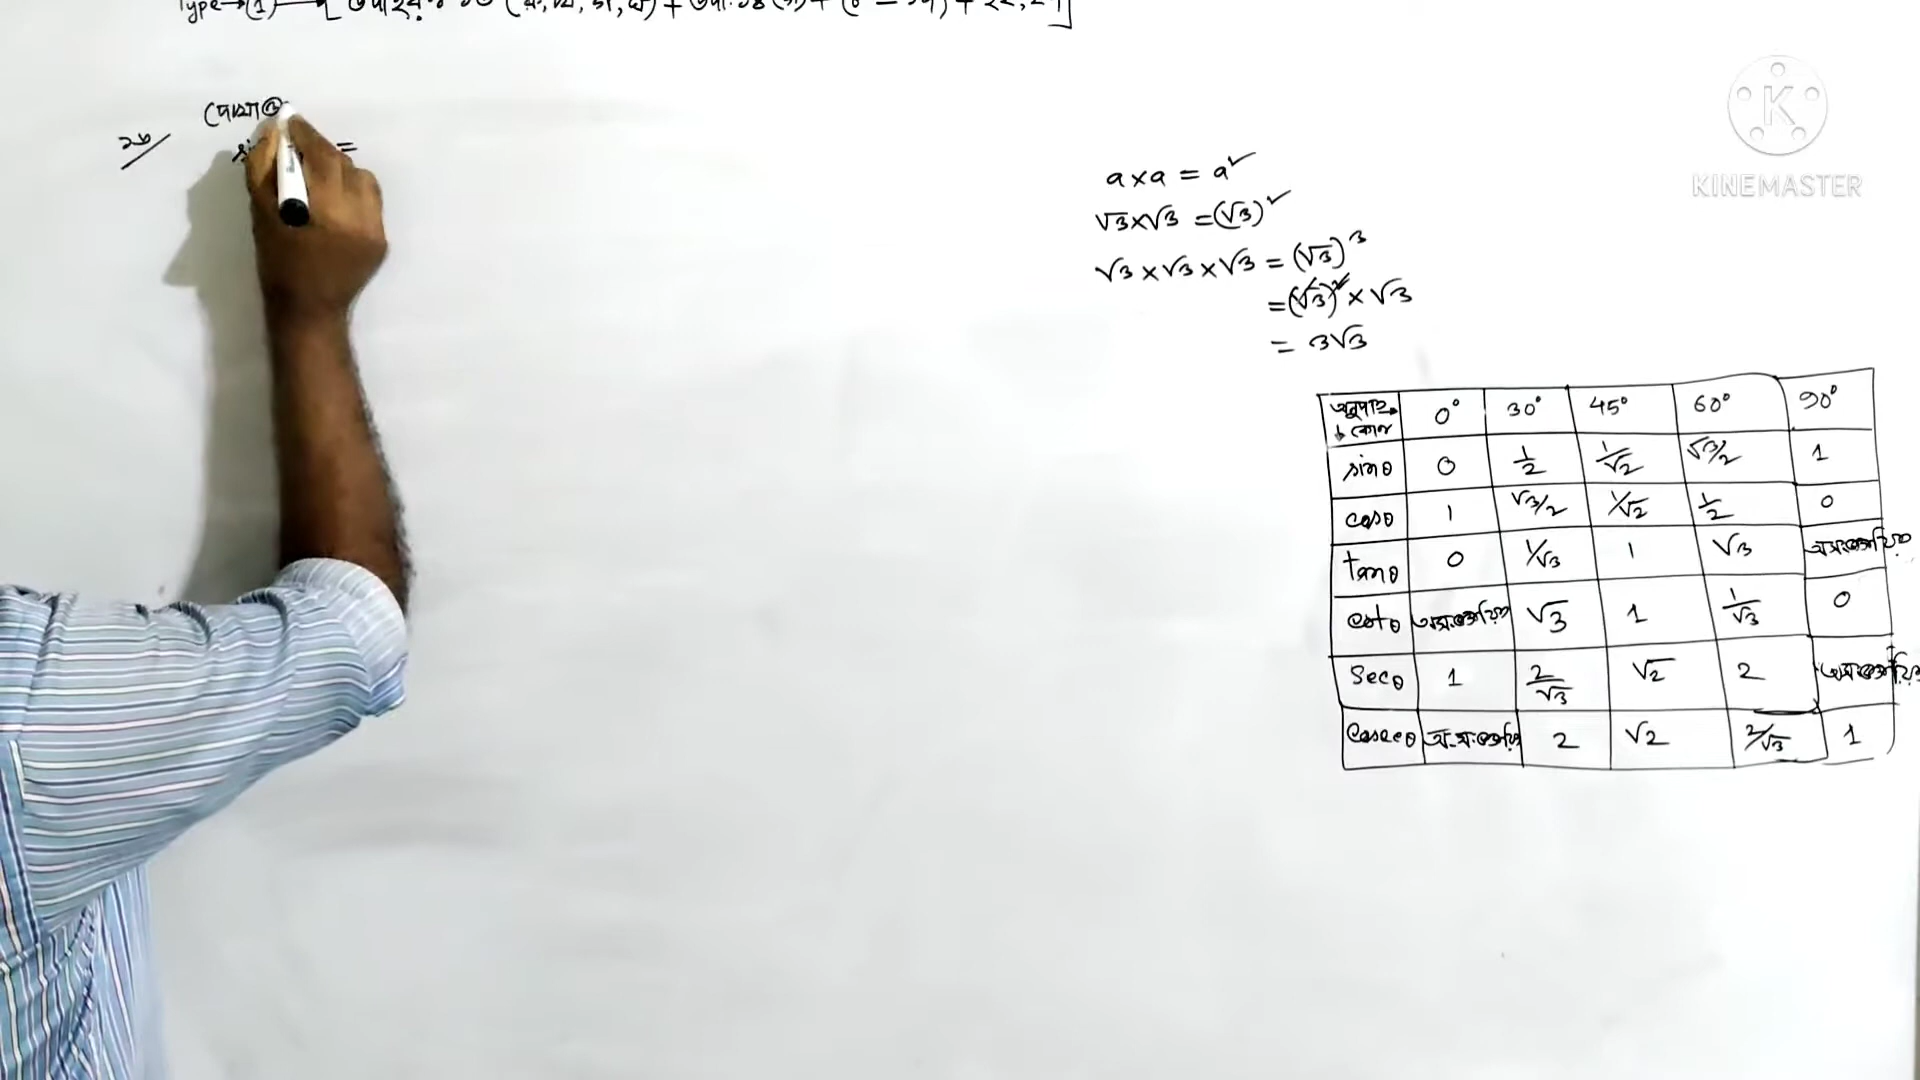 Type→(1)→
২৮
=
a×a = a²
√3×√3 = (√3)²
√3×√3×√3 = (√3)³
= (√3)²×√3
= 3√3
অনুপাত
কোণ 0° 30° 45° 60° 90°
sinθ 0 1/2 1/√2 √3/2 1
cosθ 1 √3/2 1/√2 1/2 0
tanθ 0 1/√3 1 √3 অসংজ্ঞায়িত
cotθ অসংজ্ঞায়িত √3 1 1/√3 0
Secθ 1 2/√3 √2 2 অসংজ্ঞায়িত
Cosecθ অসংজ্ঞায়িত 2 √2 2/√3 1
K
KINEMASTER